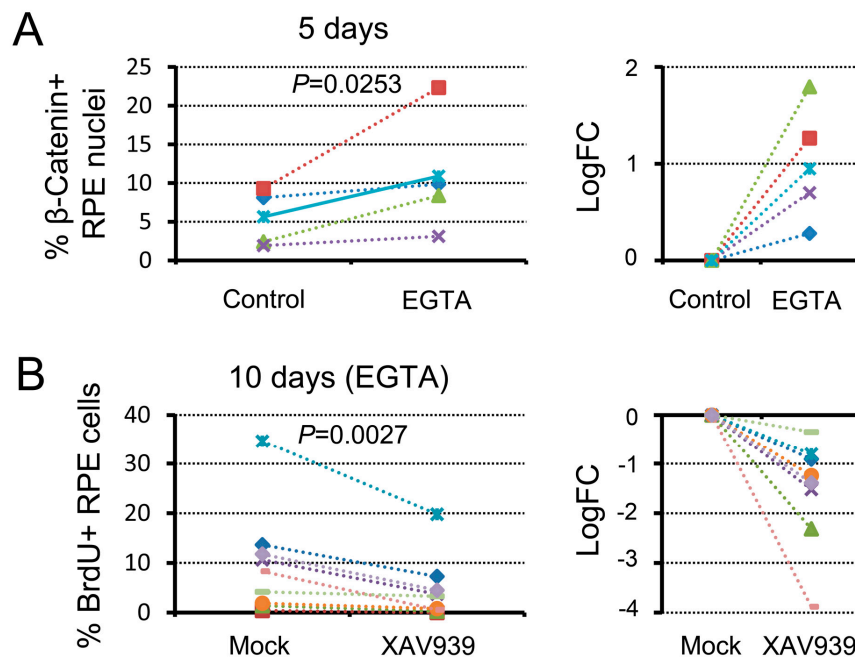 A
5 days
% β-Catenin+
RPE nuclei
25
20
15
10
5
0
P=0.0253
Control
EGTA
LogFC
2
1
0
Control
EGTA
B
10 days (EGTA)
% BrdU+ RPE cells
40
30
20
10
0
P=0.0027
Mock
XAV939
LogFC
0
-1
-2
-3
-4
Mock
XAV939